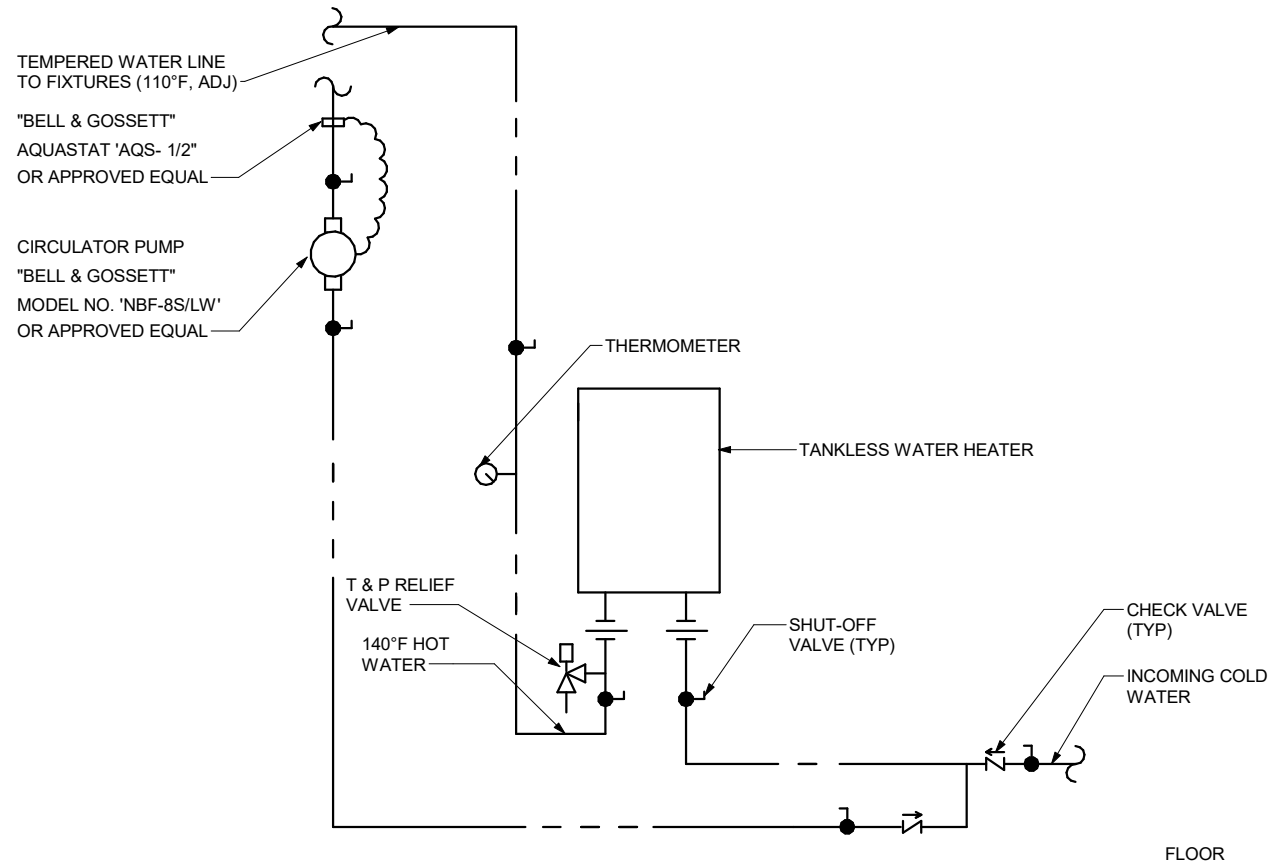 TEMPERED WATER LINE
TO FIXTURES (110°F, ADJ)
"BELL & GOSSETT"
AQUASTAT 'AQS- 1/2"
OR APPROVED EQUAL
CIRCULATOR PUMP
"BELL & GOSSETT"
MODEL NO. 'NBF-8S/LW'
OR APPROVED EQUAL
THERMOMETER
TANKLESS WATER HEATER
T & P RELIEF
VALVE
140°F HOT
WATER
SHUT-OFF
VALVE (TYP)
CHECK VALVE
(TYP)
INCOMING COLD
WATER
FLOOR